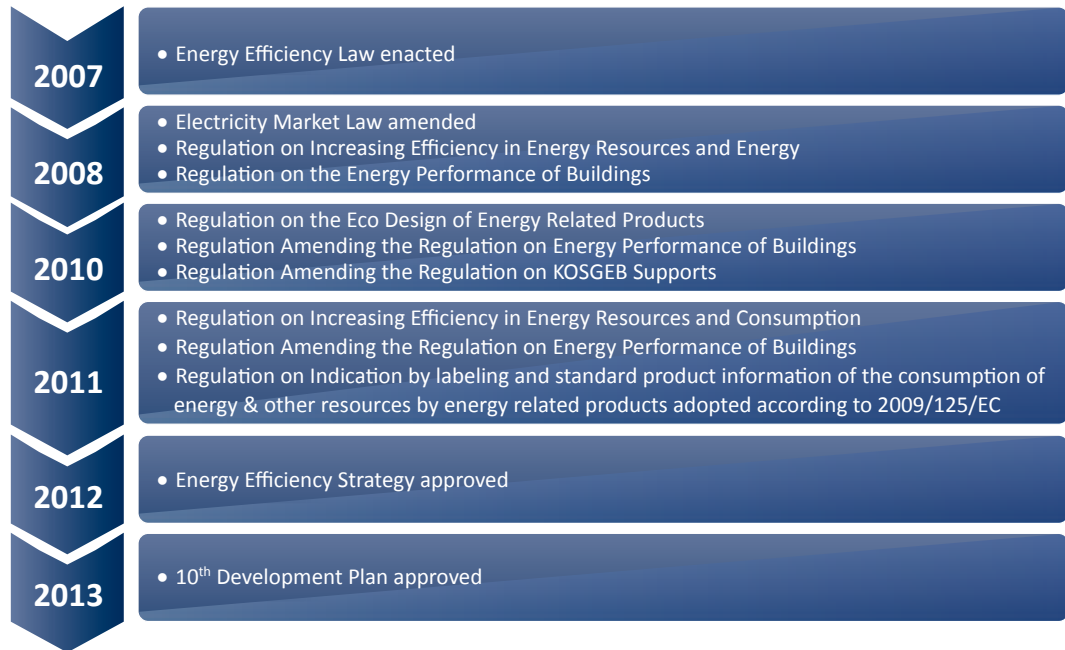 2007
• Energy Efficiency Law enacted
2008
• Electricity Market Law amended
• Regulation on Increasing Efficiency in Energy Resources and Energy
• Regulation on the Energy Performance of Buildings
2010
• Regulation on the Eco Design of Energy Related Products
• Regulation Amending the Regulation on Energy Performance of Buildings
• Regulation Amending the Regulation on KOSGEB Supports
2011
• Regulation on Increasing Efficiency in Energy Resources and Consumption
• Regulation Amending the Regulation on Energy Performance of Buildings
• Regulation on Indication by labeling and standard product information of the consumption of
energy & other resources by energy related products adopted according to 2009/125/EC
2012
• Energy Efficiency Strategy approved
2013
• 10th Development Plan approved